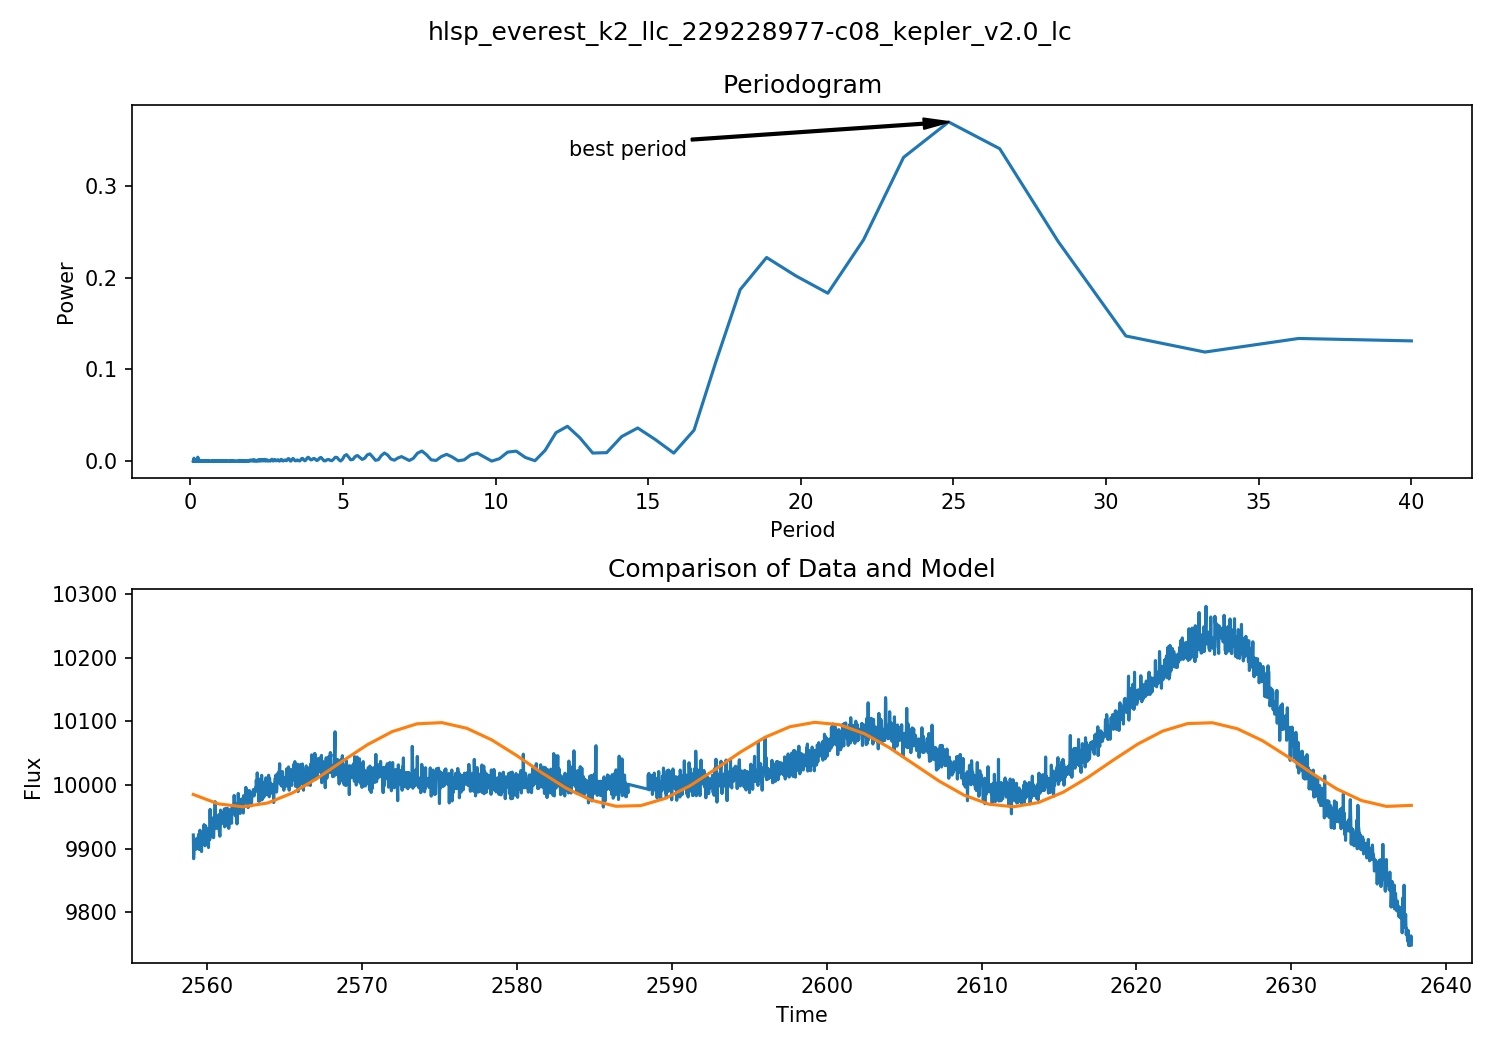 hlsp_everest_k2_llc_229228977-c08_kepler_v2.0_lc
Periodogram
best period
Power
0.3
0.2
0.1
0.0
0 5 10 15 20 25 30 35 40
Period
Comparison of Data and Model
Flux
10300
10200
10100
10000
9900
9800
2560 2570 2580 2590 2600 2610 2620 2630 2640
Time